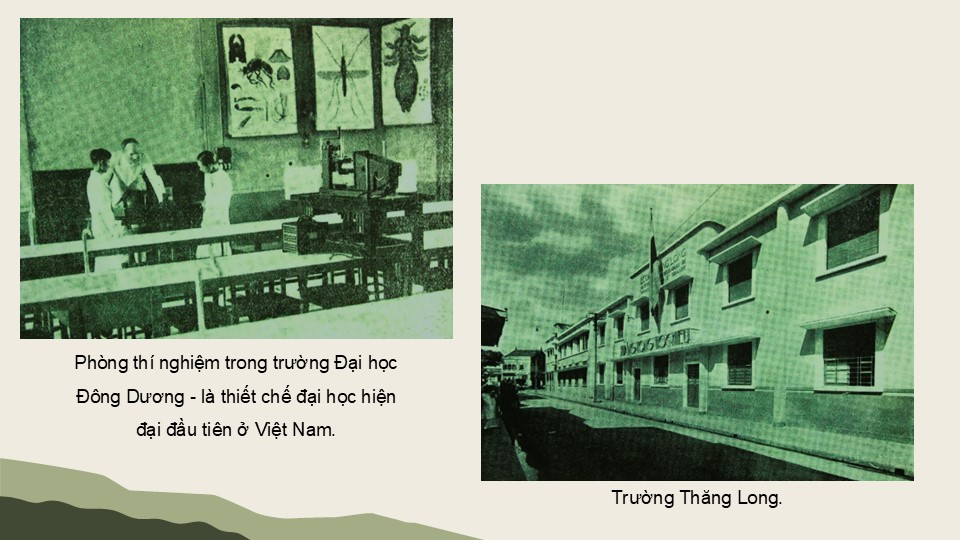 Phòng thí nghiệm trong trường Đại học
Đông Dương - là thiết chế đại học hiện
đại đầu tiên ở Việt Nam.
Trường Thăng Long.